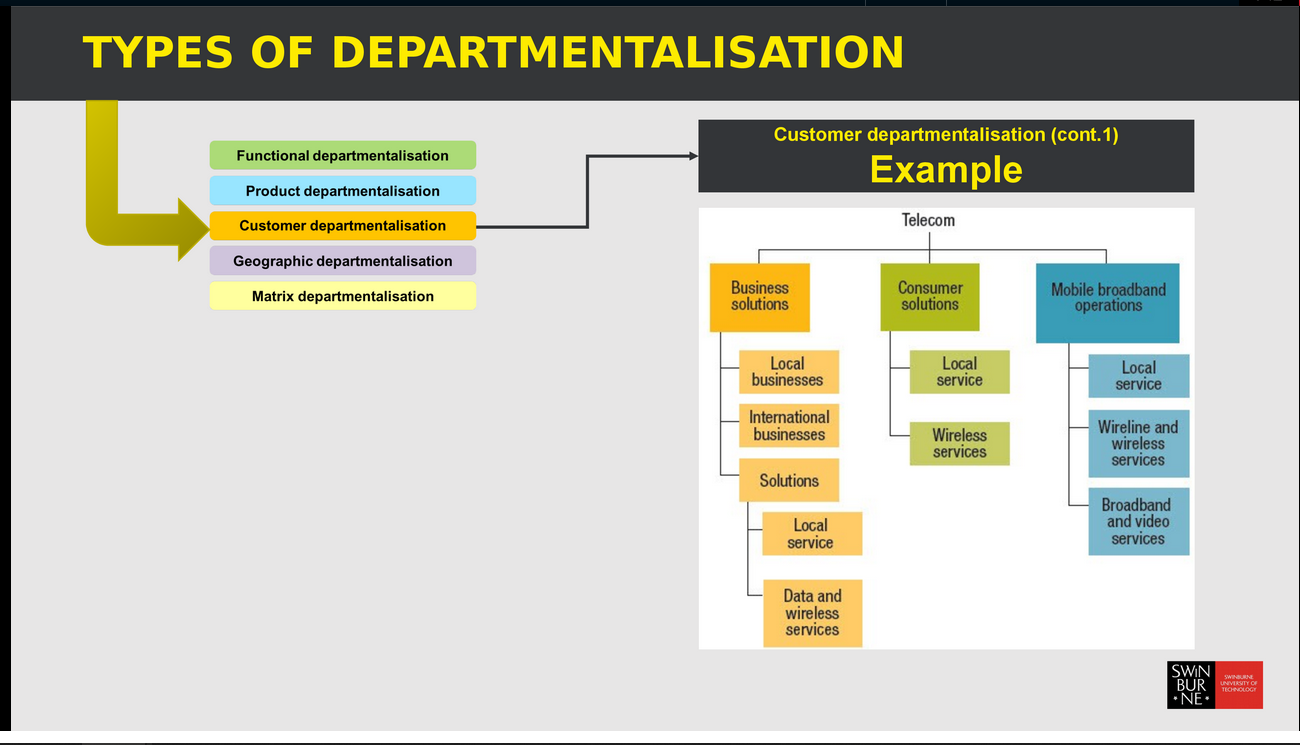 TYPES OF DEPARTMENTALISATION
Functional departmentalisation
Product departmentalisation
Customer departmentalisation
Geographic departmentalisation
Matrix departmentalisation
Customer departmentalisation (cont.1)
Example
Telecom
Business
solutions
Local
businesses
International
businesses
Solutions
Local
service
Data and
wireless
services
Consumer
solutions
Local
service
Wireless
services
Mobile broadband
operations
Local
service
Wireline and
wireless
services
Broadband
and video
services
SWIN
BUR
NE
SWINBURNE
UNIVERSITY OF
TECHNOLOGY